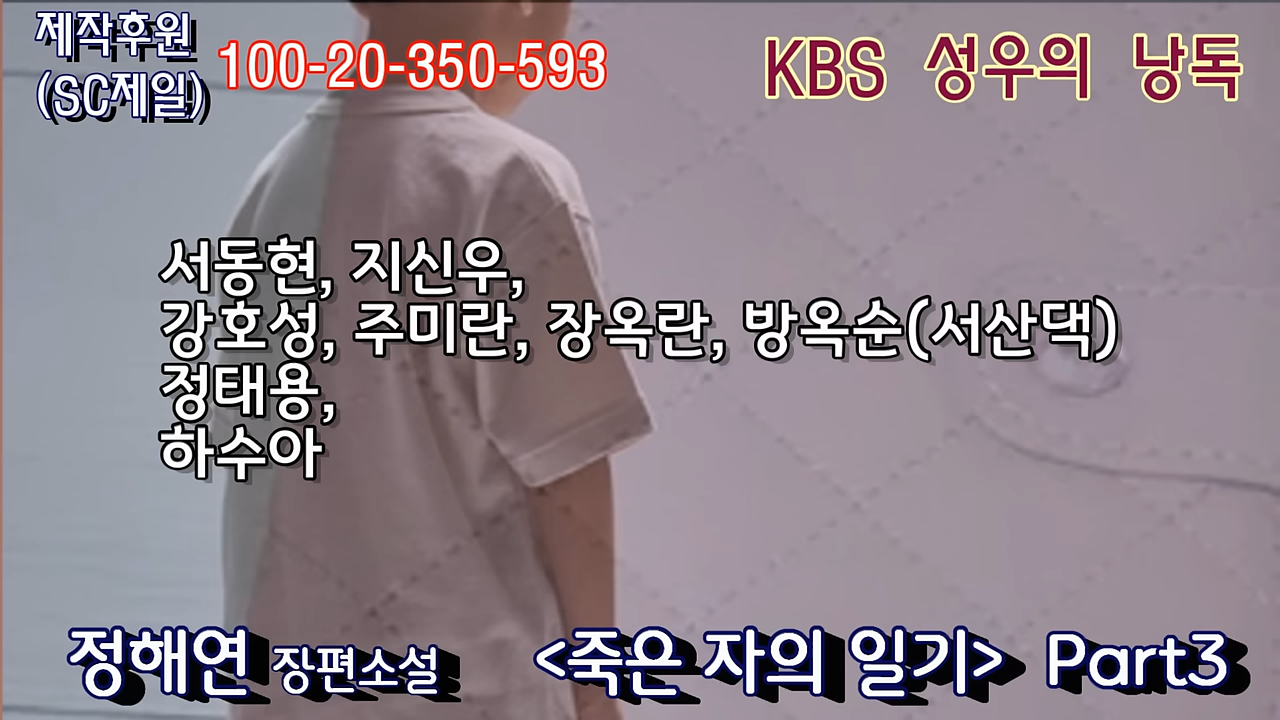 제작후원
(SC제일)
100-20-350-593
KBS 성우의 낭독
서동현, 지신우,
강호성, 주미란, 장옥란, 방옥순(서산댁)
정태용,
하수아
정해연 장편소설 <죽은 자의 일기> Part3